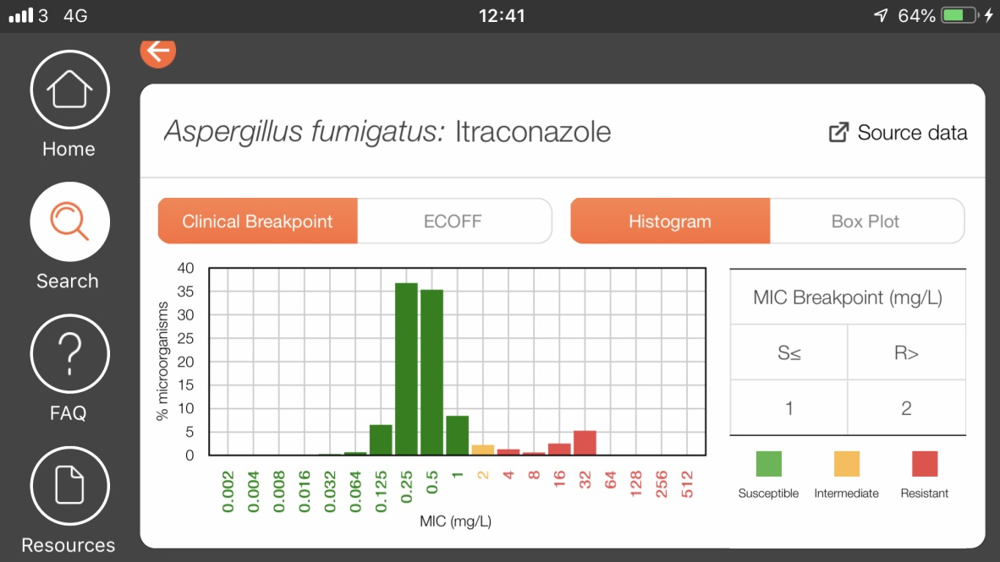 3 4G
12:41
64%
Home
Search
FAQ
Resources
Aspergillus fumigatus: Itraconazole
Source data
Clinical Breakpoint
ECOFF
Histogram
Box Plot
% microorganisms
40
35
30
25
20
15
10
5
0
0.002 0.004 0.008 0.016 0.032 0.064 0.125 0.25 0.5 1 2 4 8 16 32 64 128 256 512
MIC (mg/L)
MIC Breakpoint (mg/L)
S≤ R>
1 2
Susceptible Intermediate Resistant